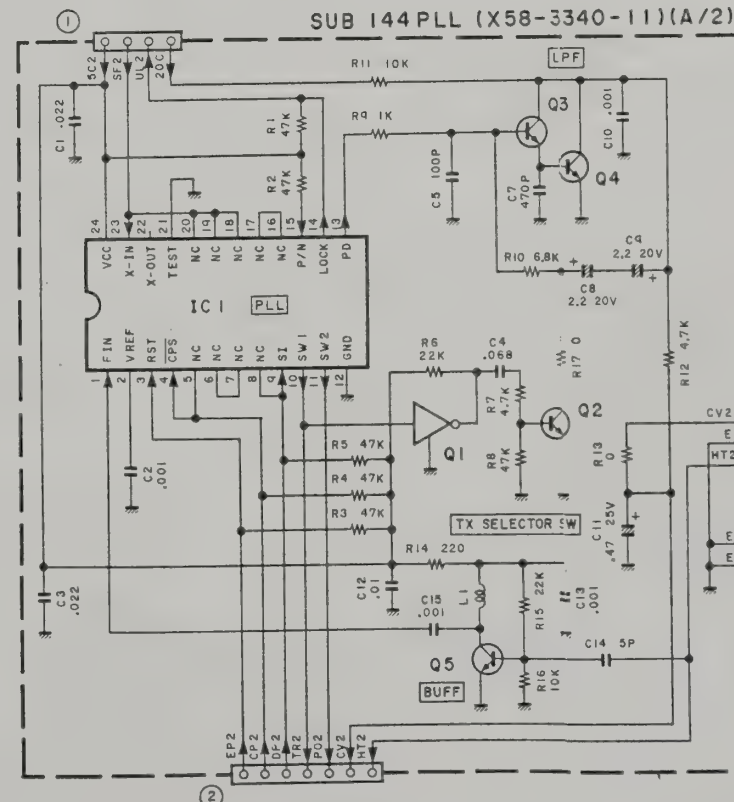 SUB 144 PLL (X58-3340-11)(A/2)
1
5C2
SF2
UL2
20C
R11 10K
LPF
C1 .022
R1 47K
R2 47K
R9 1K
Q3
C10 .001
C5 100P
C7 470P
Q4
24 23 22 21 20 19 18 17 16 15 14 13
VCC X-IN X-OUT TEST NC NC NC NC P/N LOCK PD
R10 6.8K
C8 2.2 20V
C9 2.2 20V
IC1 PLL
FIN VREF RST CPS NC NC NC SI SW1 SW2 GND
1 2 3 4 5 6 7 8 9 10 11 12
R6 22K
C4 .068
R17 0
R12 4.7K
R7 4.7K
Q2
CV2
E
HT2
Q1
R8 47K
R13 0
C2 .001
R5 47K
R4 47K
R3 47K
TX SELECTOR SW
C11 .47 25V
E
E
R14 220
C3 .022
C12 .01
C15 .001
L1
R15 22K
C13 .001
C14 5P
Q5
BUFF
R16 10K
EP2
CP2
DP2
TR2
PO2
CV2
HT2
2